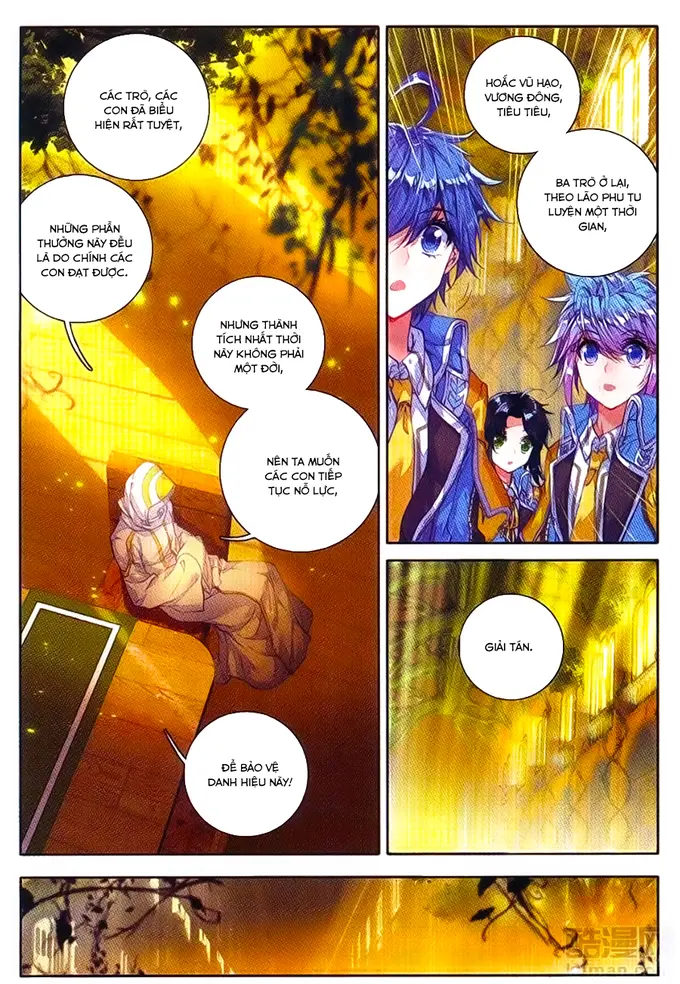 CÁC TRÒ, CÁC
CON ĐÃ BIỂU
HIỆN RẤT TUYỆT,
NHỮNG PHẦN
THƯỞNG NÀY ĐỀU
LÀ DO CHÍNH CÁC
CON ĐẠT ĐƯỢC.
NHƯNG THÀNH
TÍCH NHẤT THỜI
NÀY KHÔNG PHẢI
MỘT ĐỜI,
NÊN TA MUỐN
CÁC CON TIẾP
TỤC NỖ LỰC,
ĐỂ BẢO VỆ
DANH HIỆU NÀY!
HOẮC VŨ HẠO,
VƯƠNG ĐÔNG,
TIÊU TIÊU,
BA TRÒ Ở LẠI,
THEO LÃO PHU TU
LUYỆN MỘT THỜI
GIAN,
GIẢI TÁN.
酷漫网